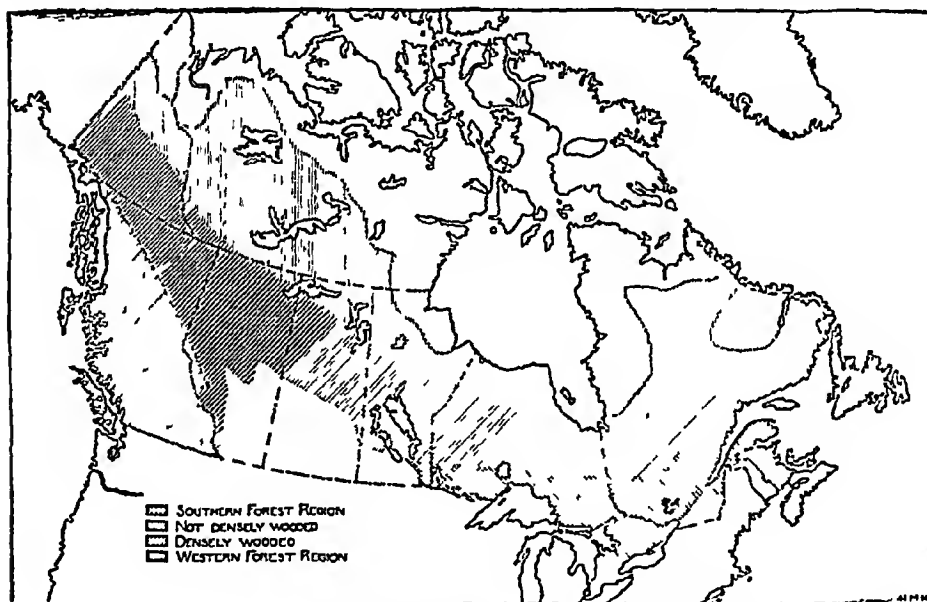 SOUTHERN FOREST REGION
NOT DENSELY WOODED
DENSELY WOODED
WESTERN FOREST REGION